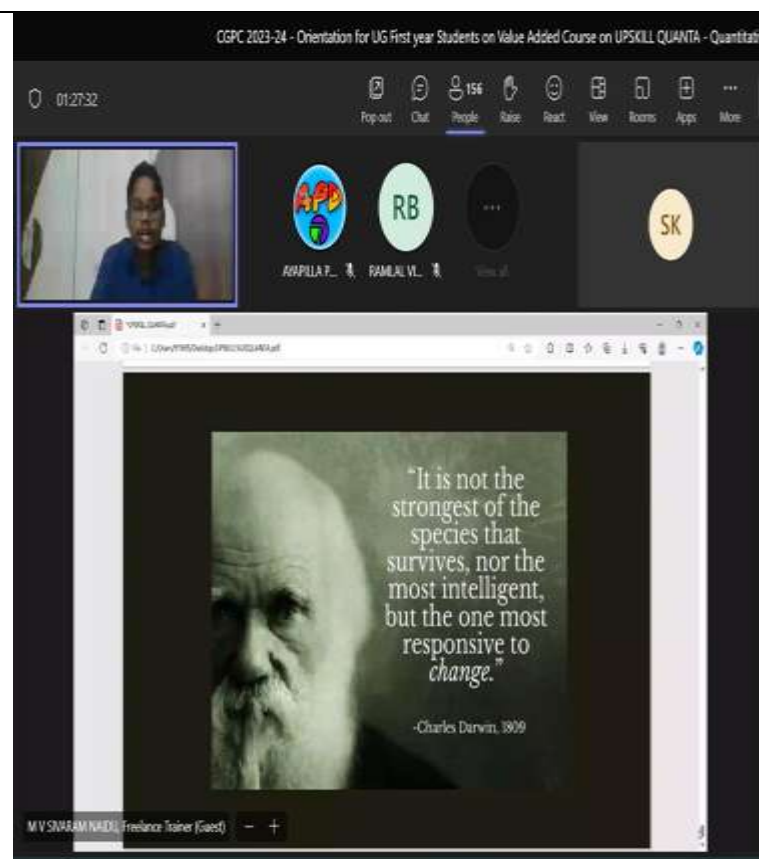 CGPC 2023-24 - Orientation for UG First year Students on Value Added Course on UPSKILL QUANTA - Quantitati
01:27:32
156
Pop out Chat People Raise React View Rooms Apps More
APD
RB
SK
AYAPILLA P... RAMLAL VI... View all
"It is not the
strongest of the
species that
survives, nor the
most intelligent,
but the one most
responsive to
change."
-Charles Darwin, 1809
M V SIVARAM NAIDU, Freelance Trainer (Guest)